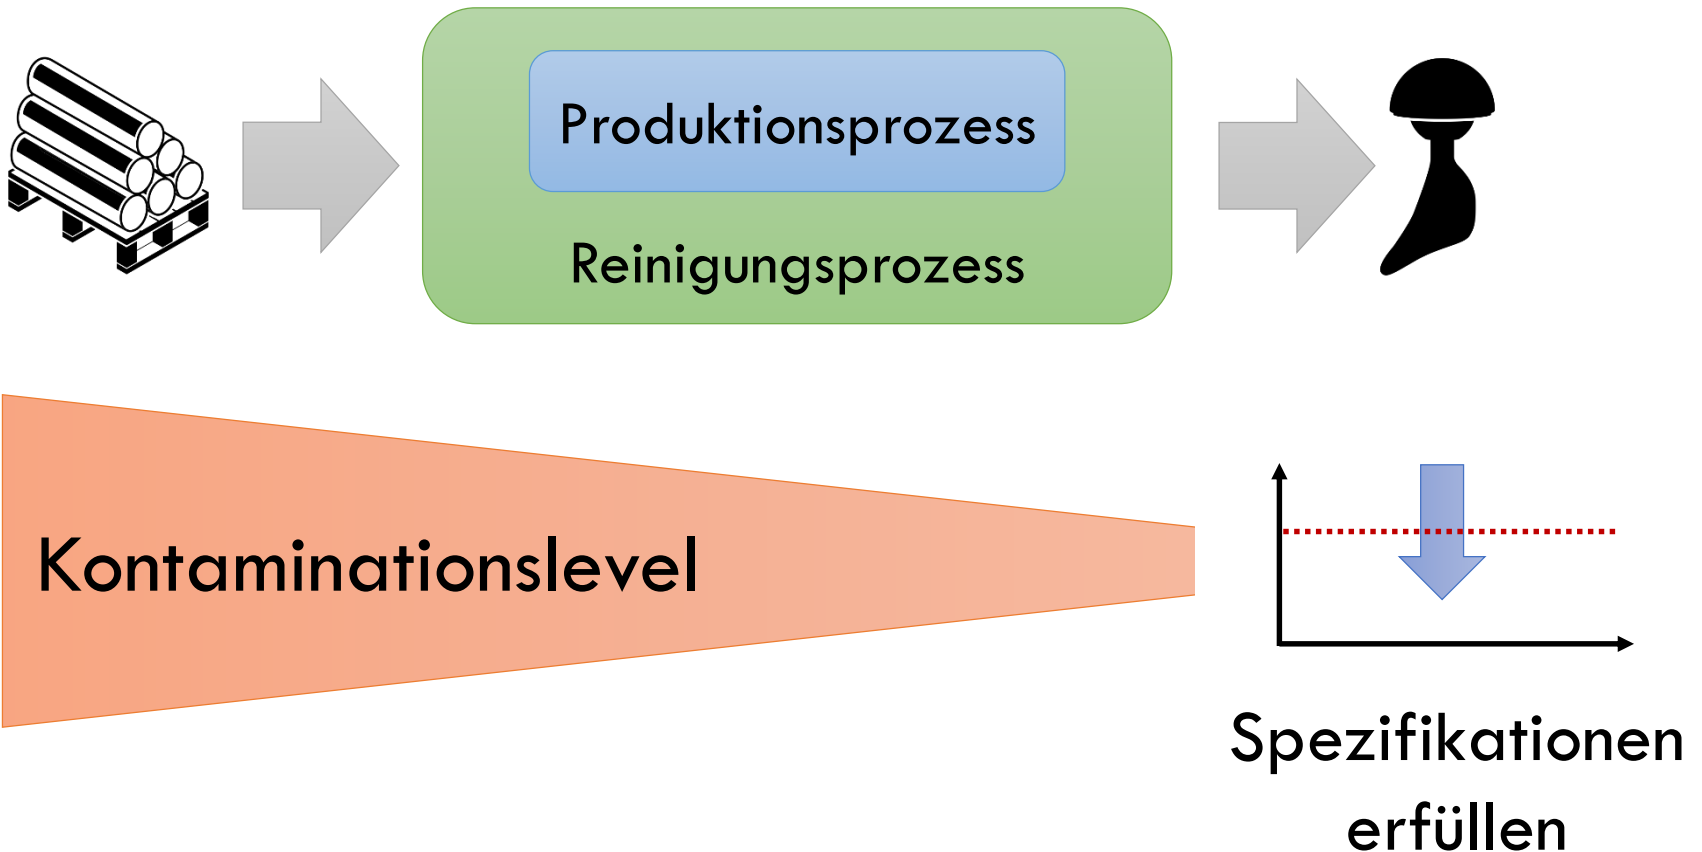 Produktionsprozess
Reinigungsprozess
Kontaminationslevel
Spezifikationen
erfüllen